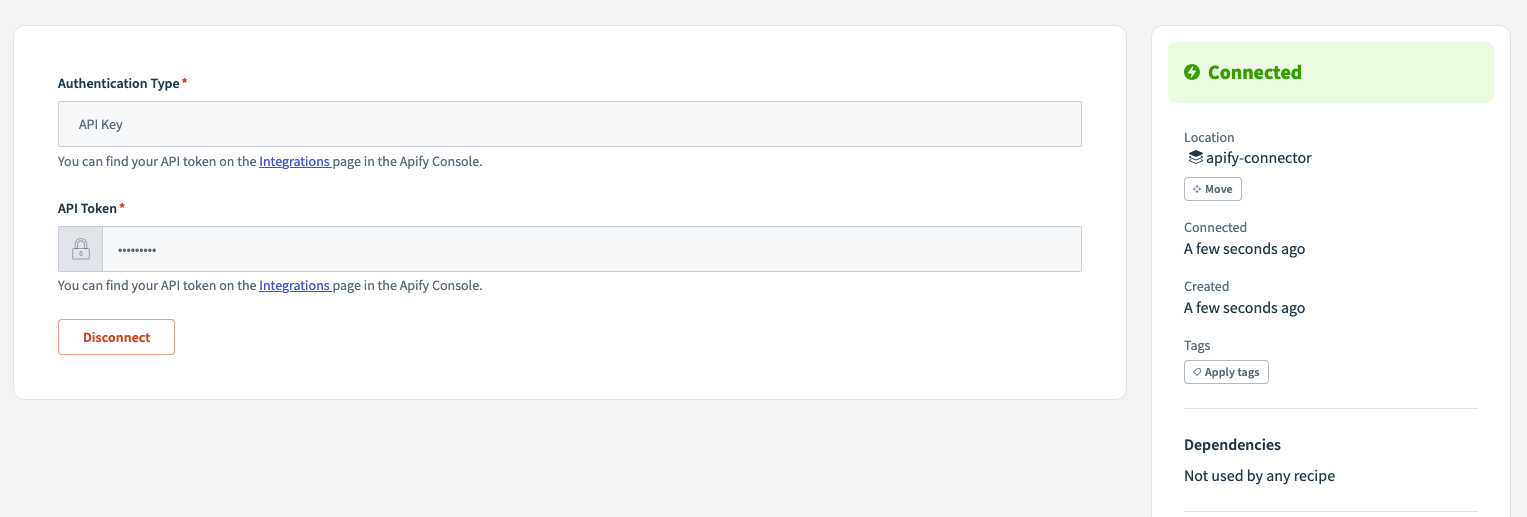 Authentication Type *
API Key
You can find your API token on the Integrations page in the Apify Console.
API Token *
•••••••••
You can find your API token on the Integrations page in the Apify Console.
Disconnect
Connected
Location
apify-connector
Move
Connected
A few seconds ago
Created
A few seconds ago
Tags
Apply tags
Dependencies
Not used by any recipe